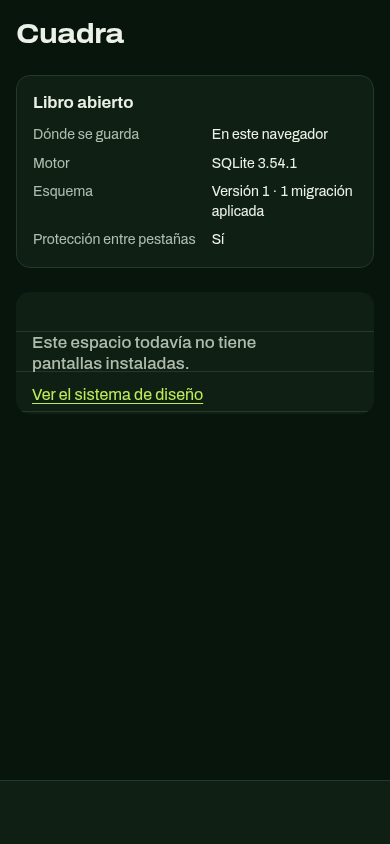 Cuadra
Libro abierto
Dónde se guarda En este navegador
Motor SQLite 3.54.1
Esquema Versión 1 · 1 migración
aplicada
Protección entre pestañas Sí
Este espacio todavía no tiene
pantallas instaladas.
Ver el sistema de diseño